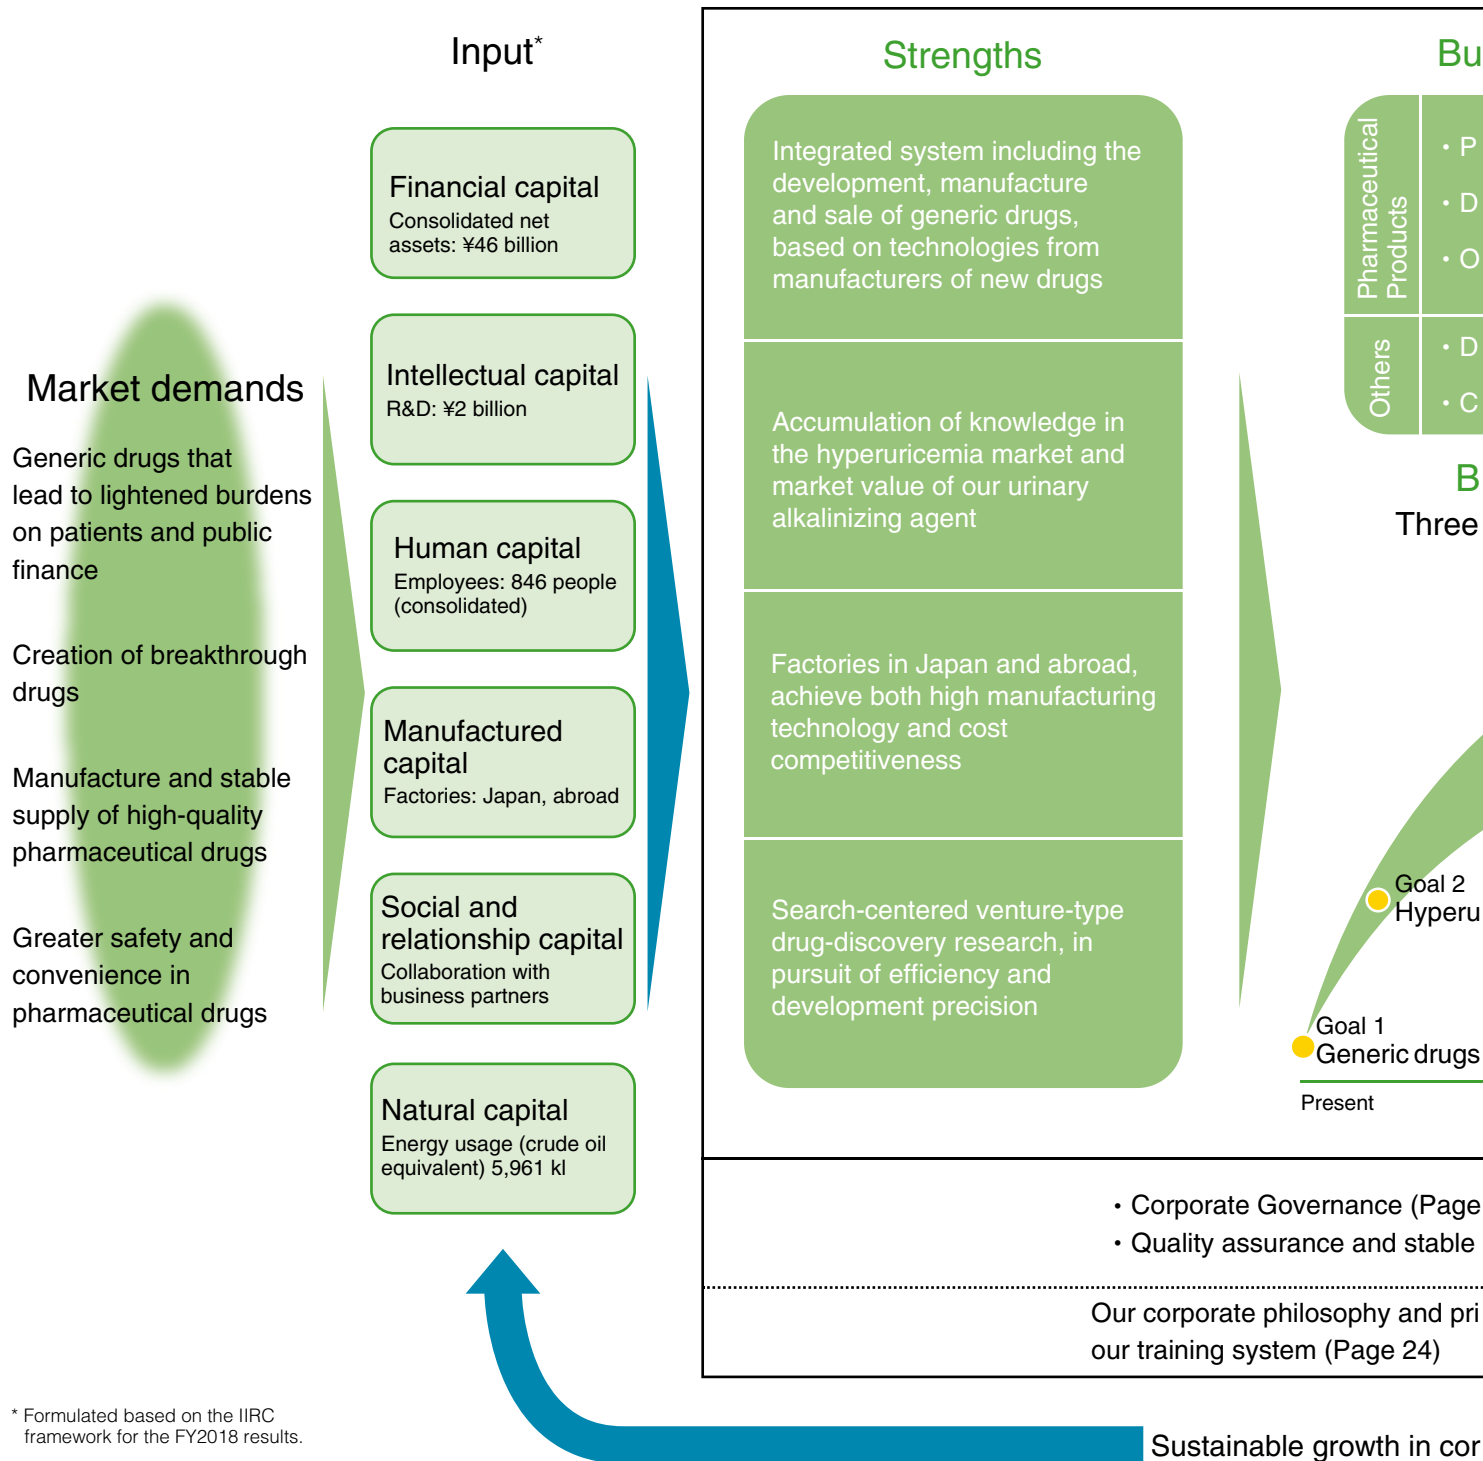 Input*
Financial capital
Consolidated net
assets: ¥46 billion
Intellectual capital
R&D: ¥2 billion
Human capital
Employees: 846 people
(consolidated)
Manufactured
capital
Factories: Japan, abroad
Social and
relationship capital
Collaboration with
business partners
Natural capital
Energy usage (crude oil
equivalent) 5,961 kl
Market demands
Generic drugs that
lead to lightened burdens
on patients and public
finance
Creation of breakthrough
drugs
Manufacture and stable
supply of high-quality
pharmaceutical drugs
Greater safety and
convenience in
pharmaceutical drugs
Strengths
Integrated system including the
development, manufacture
and sale of generic drugs,
based on technologies from
manufacturers of new drugs
Accumulation of knowledge in
the hyperuricemia market and
market value of our urinary
alkalinizing agent
Factories in Japan and abroad,
achieve both high manufacturing
technology and cost
competitiveness
Search-centered venture-type
drug-discovery research, in
pursuit of efficiency and
development precision
Bu
Pharmaceutical
Products
・P
・D
・O
Others
・D
・C
B
Three
Goal 2
Hyperu
Goal 1
Generic drugs
Present
・Corporate Governance (Page
・Quality assurance and stable
Our corporate philosophy and pri
our training system (Page 24)
Sustainable growth in cor
* Formulated based on the IIRC
framework for the FY2018 results.